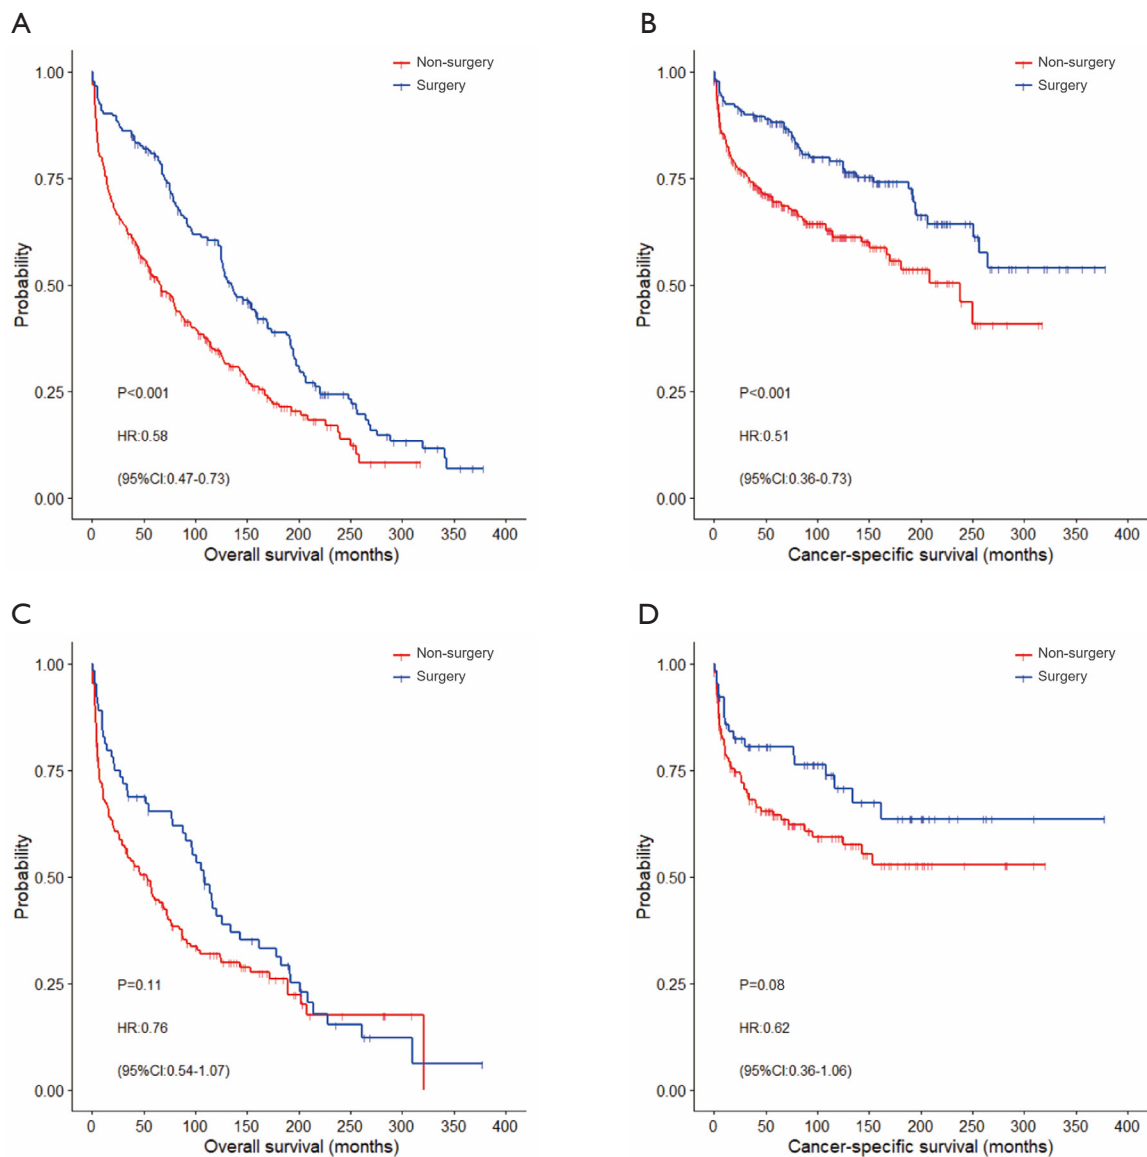 A
Non-surgery
Surgery
1.00
0.75
0.50
0.25
0.00
Probability
P<0.001
HR:0.58
(95%CI:0.47-0.73)
0 50 100 150 200 250 300 350 400
Overall survival (months)
B
Non-surgery
Surgery
1.00
0.75
0.50
0.25
0.00
Probability
P<0.001
HR:0.51
(95%CI:0.36-0.73)
0 50 100 150 200 250 300 350 400
Cancer-specific survival (months)
C
Non-surgery
Surgery
1.00
0.75
0.50
0.25
0.00
Probability
P=0.11
HR:0.76
(95%CI:0.54-1.07)
0 50 100 150 200 250 300 350 400
Overall survival (months)
D
Non-surgery
Surgery
1.00
0.75
0.50
0.25
0.00
Probability
P=0.08
HR:0.62
(95%CI:0.36-1.06)
0 50 100 150 200 250 300 350 400
Cancer-specific survival (months)